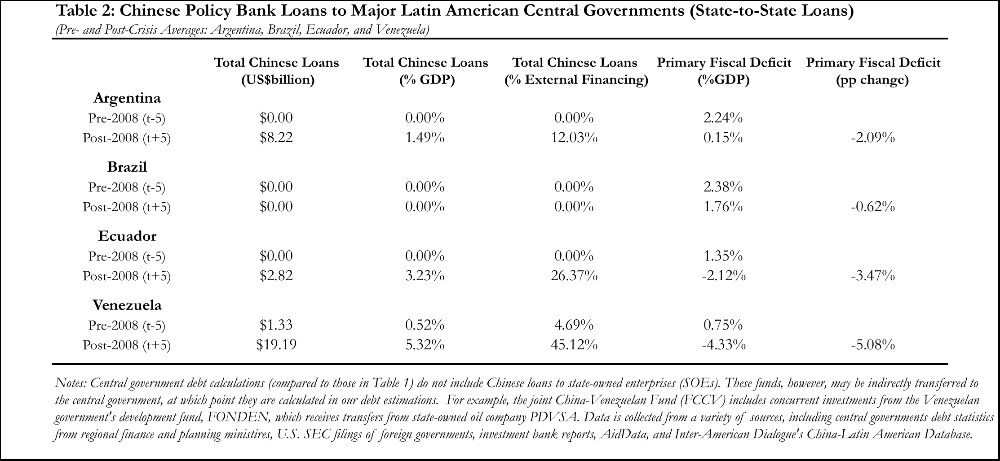 Table 2: Chinese Policy Bank Loans to Major Latin American Central Governments (State-to-State Loans)
(Pre- and Post-Crisis Averages: Argentina, Brazil, Ecuador, and Venezuela)
Total Chinese Loans Total Chinese Loans Total Chinese Loans Primary Fiscal Deficit Primary Fiscal Deficit
(US$billion) (% GDP) (% External Financing) (%GDP) (pp change)
Argentina
Pre-2008 (t-5) $0.00 0.00% 0.00% 2.24%
Post-2008 (t+5) $8.22 1.49% 12.03% 0.15% -2.09%
Brazil
Pre-2008 (t-5) $0.00 0.00% 0.00% 2.38%
Post-2008 (t+5) $0.00 0.00% 0.00% 1.76% -0.62%
Ecuador
Pre-2008 (t-5) $0.00 0.00% 0.00% 1.35%
Post-2008 (t+5) $2.82 3.23% 26.37% -2.12% -3.47%
Venezuela
Pre-2008 (t-5) $1.33 0.52% 4.69% 0.75%
Post-2008 (t+5) $19.19 5.32% 45.12% -4.33% -5.08%
Notes: Central government debt calculations (compared to those in Table 1) do not include Chinese loans to state-owned enterprises (SOEs). These funds, however, may be indirectly transferred to
the central government, at which point they are calculated in our debt estimations. For example, the joint China-Venezuelan Fund (FCCV) includes concurrent investments from the Venezuelan
government's development fund, FONDEN, which receives transfers from state-owned oil company PDVSA. Data is collected from a variety of sources, including central governments debt statistics
from regional finance and planning ministires, U.S. SEC filings of foreign governments, investment bank reports, AidData, and Inter-American Dialogue's China-Latin American Database.